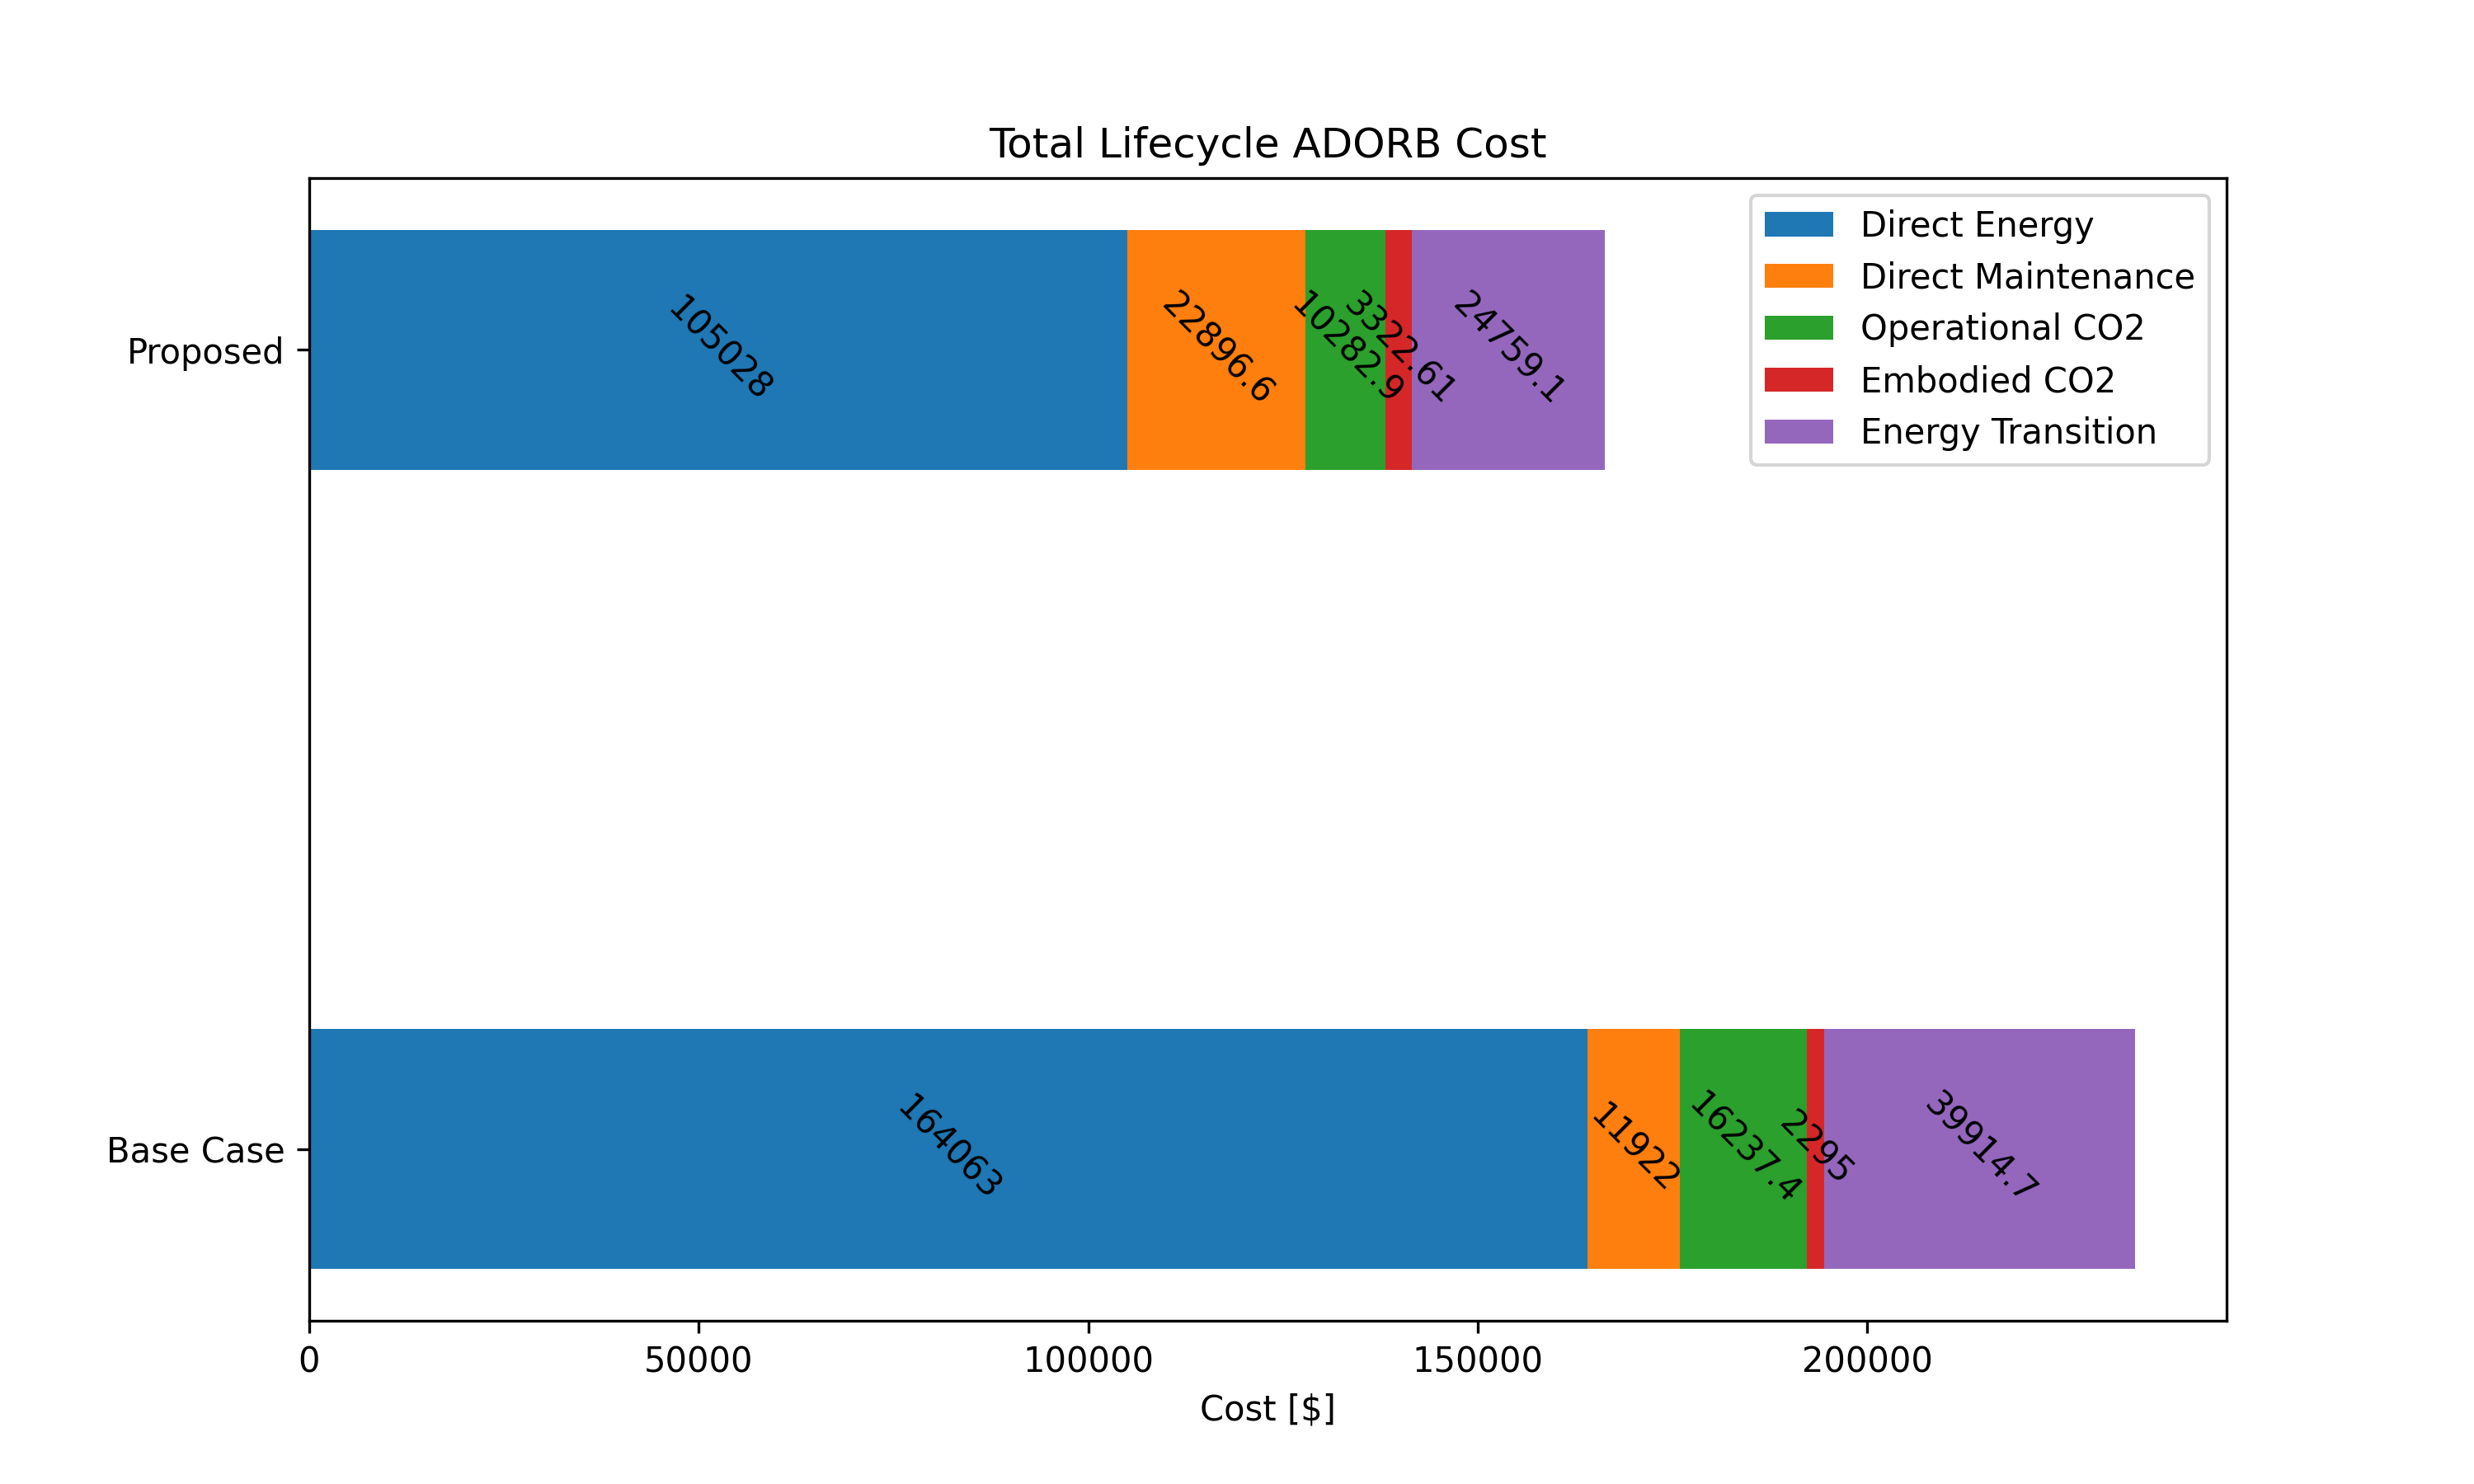 Total Lifecycle ADORB Cost
Direct Energy
Direct Maintenance
Operational CO2
Embodied CO2
Energy Transition
Proposed
105028
22896.6
10282.9
3322.61
24759.1
Base Case
164063
11922
16237.4
2295
39914.7
0 50000 100000 150000 200000
Cost [$]